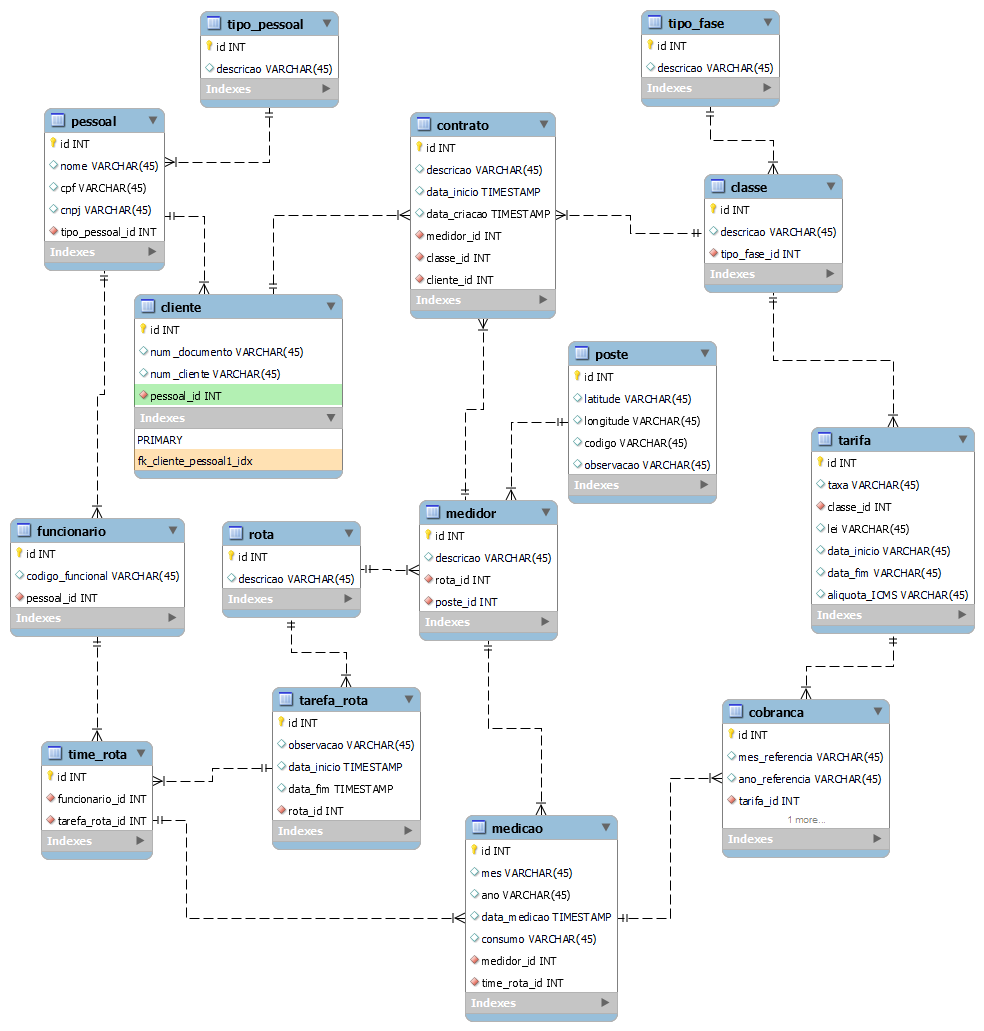 tipo_pessoal
id INT
descricao VARCHAR(45)
Indexes
tipo_fase
id INT
descricao VARCHAR(45)
Indexes
pessoal
id INT
nome VARCHAR(45)
cpf VARCHAR(45)
cnpj VARCHAR(45)
tipo_pessoal_id INT
Indexes
contrato
id INT
descricao VARCHAR(45)
data_inicio TIMESTAMP
data_criacao TIMESTAMP
medidor_id INT
classe_id INT
cliente_id INT
Indexes
classe
id INT
descricao VARCHAR(45)
tipo_fase_id INT
Indexes
cliente
id INT
num_documento VARCHAR(45)
num_cliente VARCHAR(45)
pessoal_id INT
Indexes
PRIMARY
fk_cliente_pessoal1_idx
poste
id INT
latitude VARCHAR(45)
longitude VARCHAR(45)
codigo VARCHAR(45)
observacao VARCHAR(45)
Indexes
tarifa
id INT
taxa VARCHAR(45)
classe_id INT
lei VARCHAR(45)
data_inicio VARCHAR(45)
data_fim VARCHAR(45)
aliquota_ICMS VARCHAR(45)
Indexes
funcionario
id INT
codigo_funcional VARCHAR(45)
pessoal_id INT
Indexes
rota
id INT
descricao VARCHAR(45)
Indexes
medidor
id INT
descricao VARCHAR(45)
rota_id INT
poste_id INT
Indexes
tarefa_rota
id INT
observacao VARCHAR(45)
data_inicio TIMESTAMP
data_fim TIMESTAMP
rota_id INT
Indexes
cobranca
id INT
mes_referencia VARCHAR(45)
ano_referencia VARCHAR(45)
tarifa_id INT
1 more...
Indexes
time_rota
id INT
funcionario_id INT
tarefa_rota_id INT
Indexes
medicao
id INT
mes VARCHAR(45)
ano VARCHAR(45)
data_medicao TIMESTAMP
consumo VARCHAR(45)
medidor_id INT
time_rota_id INT
Indexes